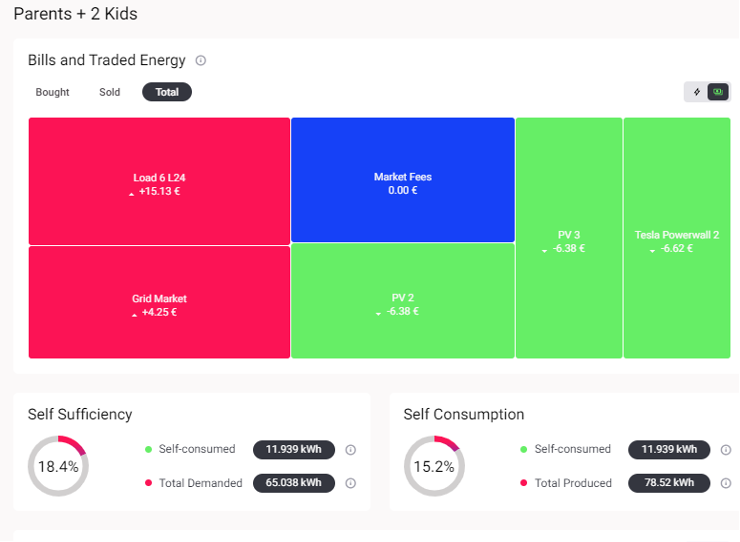 Parents + 2 Kids
Bills and Traded Energy
Bought Sold Total
Load 6 L24
+15.13 €
Market Fees
0.00 €
PV 3
-6.38 €
Tesla Powerwall 2
-6.62 €
Grid Market
+4.25 €
PV 2
-6.38 €
Self Sufficiency
18.4%
Self-consumed 11.939 kWh
Total Demanded 65.038 kWh
Self Consumption
15.2%
Self-consumed 11.939 kWh
Total Produced 78.52 kWh